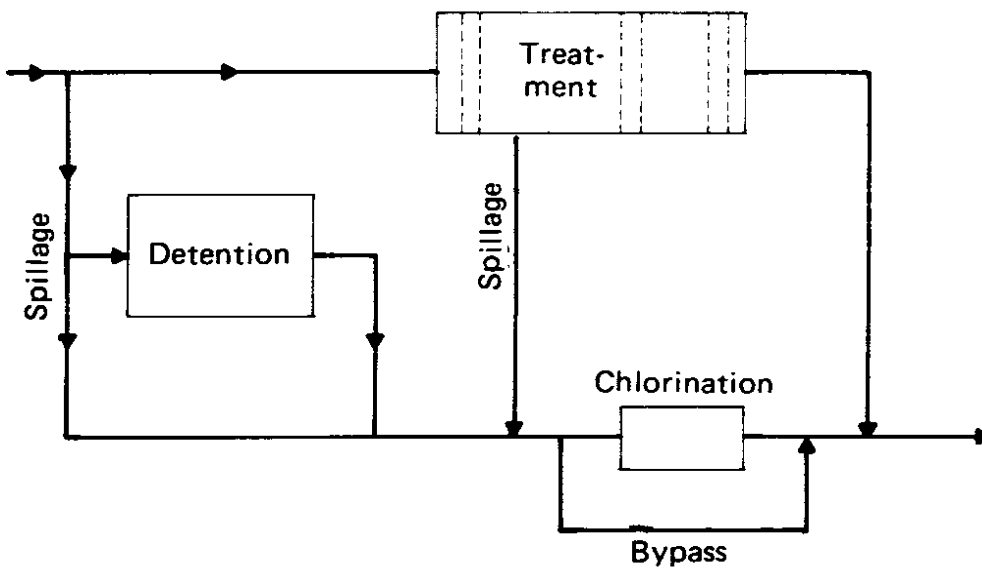 Treat-
ment
Spillage
Detention
Spillage
Chlorination
Bypass